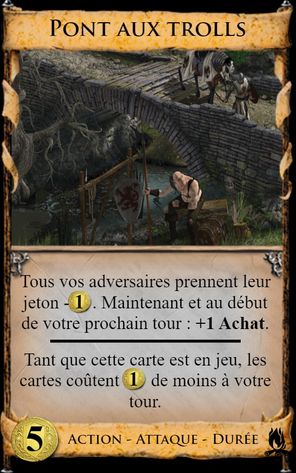 Pont aux trolls
Tous vos adversaires prennent leur
jeton -1. Maintenant et au début
de votre prochain tour : +1 Achat.
Tant que cette carte est en jeu, les
cartes coûtent 1 de moins à votre
tour.
5 Action - Attaque - Durée